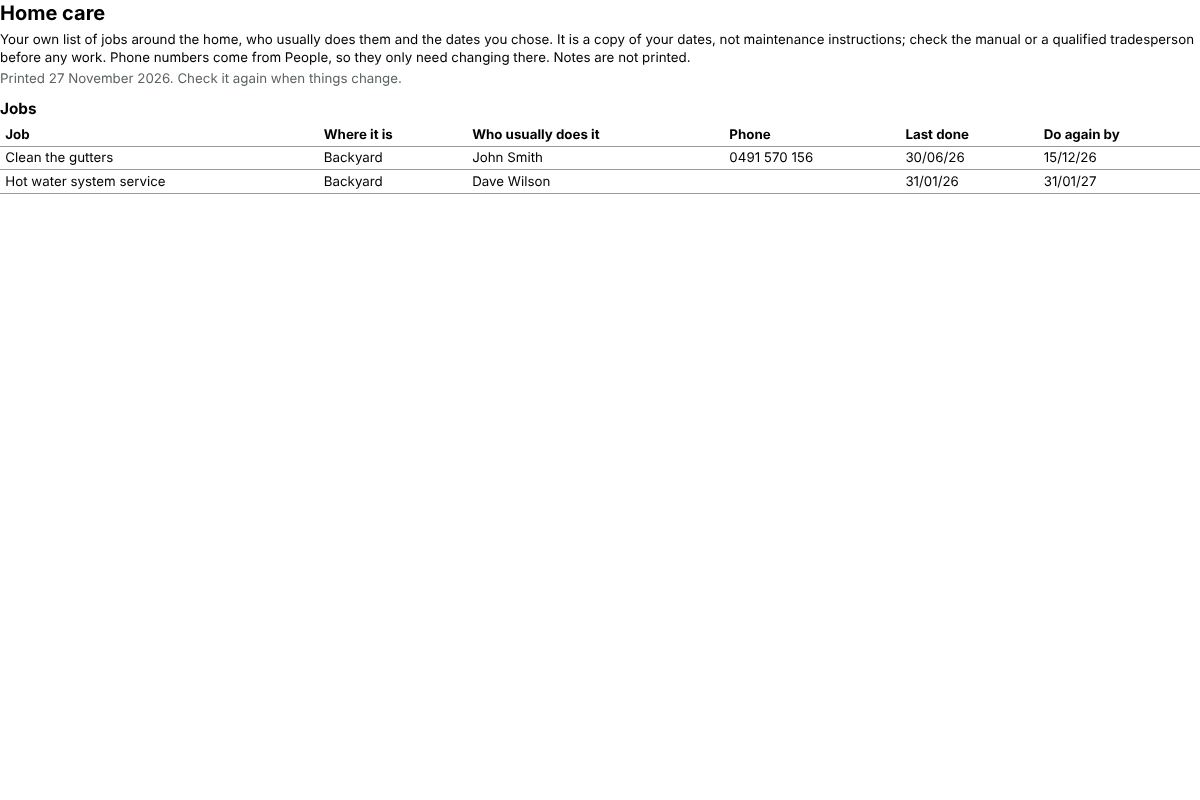 Home care
Your own list of jobs around the home, who usually does them and the dates you chose. It is a copy of your dates, not maintenance instructions; check the manual or a qualified tradesperson
before any work. Phone numbers come from People, so they only need changing there. Notes are not printed.
Printed 27 November 2026. Check it again when things change.
Jobs
Job Where it is Who usually does it Phone Last done Do again by
Clean the gutters Backyard John Smith 0491 570 156 30/06/26 15/12/26
Hot water system service Backyard Dave Wilson 31/01/26 31/01/27